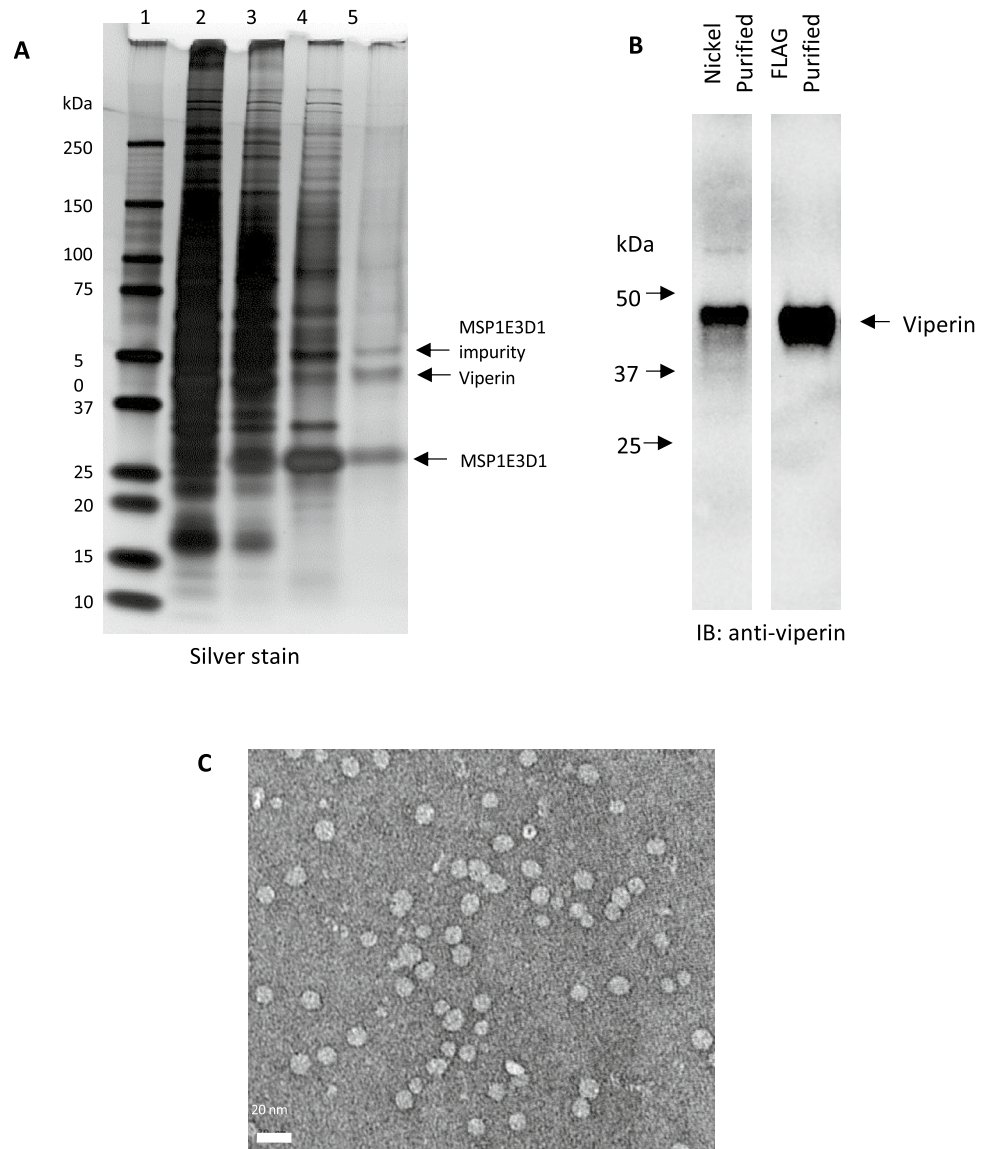 1 2 3 4 5
A
kDa
250
150
100
75
5
0
37
25
20
15
10
MSP1E3D1
impurity
Viperin
MSP1E3D1
Silver stain
B
Nickel
Purified
FLAG
Purified
kDa
50
37
25
Viperin
IB: anti-viperin
C
20 nm